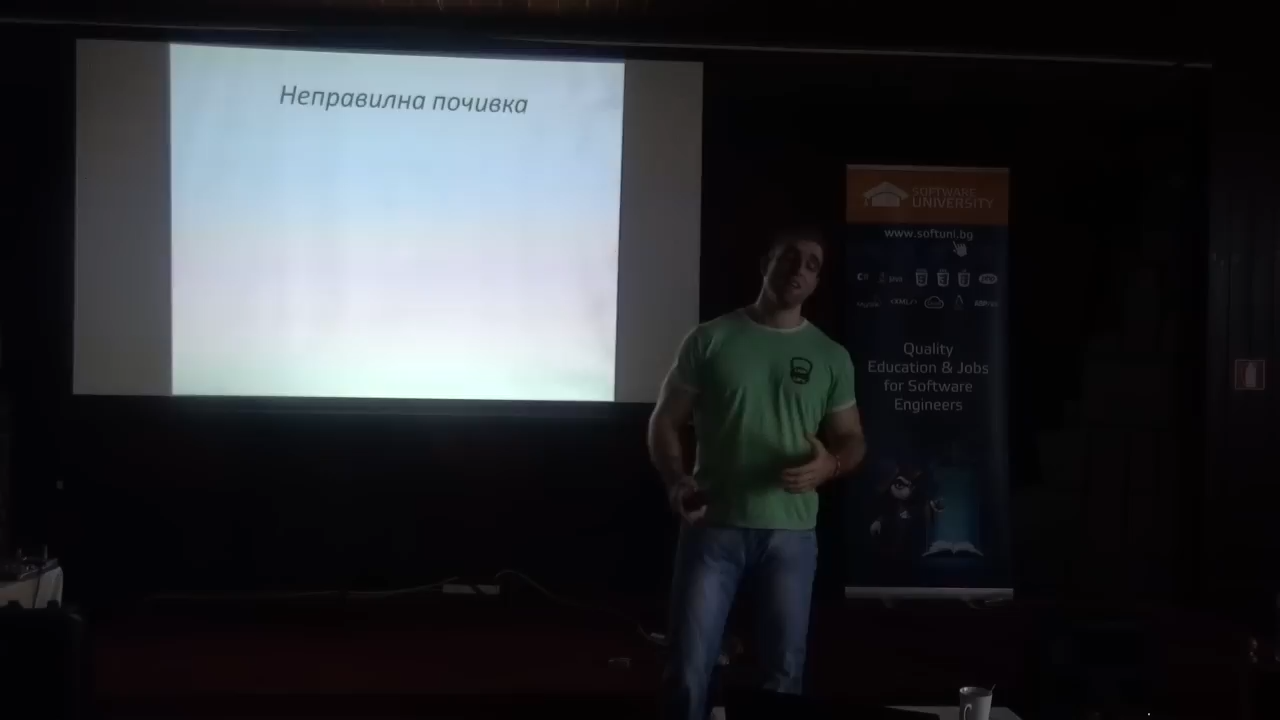 Неправилна почивка
SOFTWARE
UNIVERSITY
www.softuni.bg
Quality
Education & Jobs
for Software
Engineers